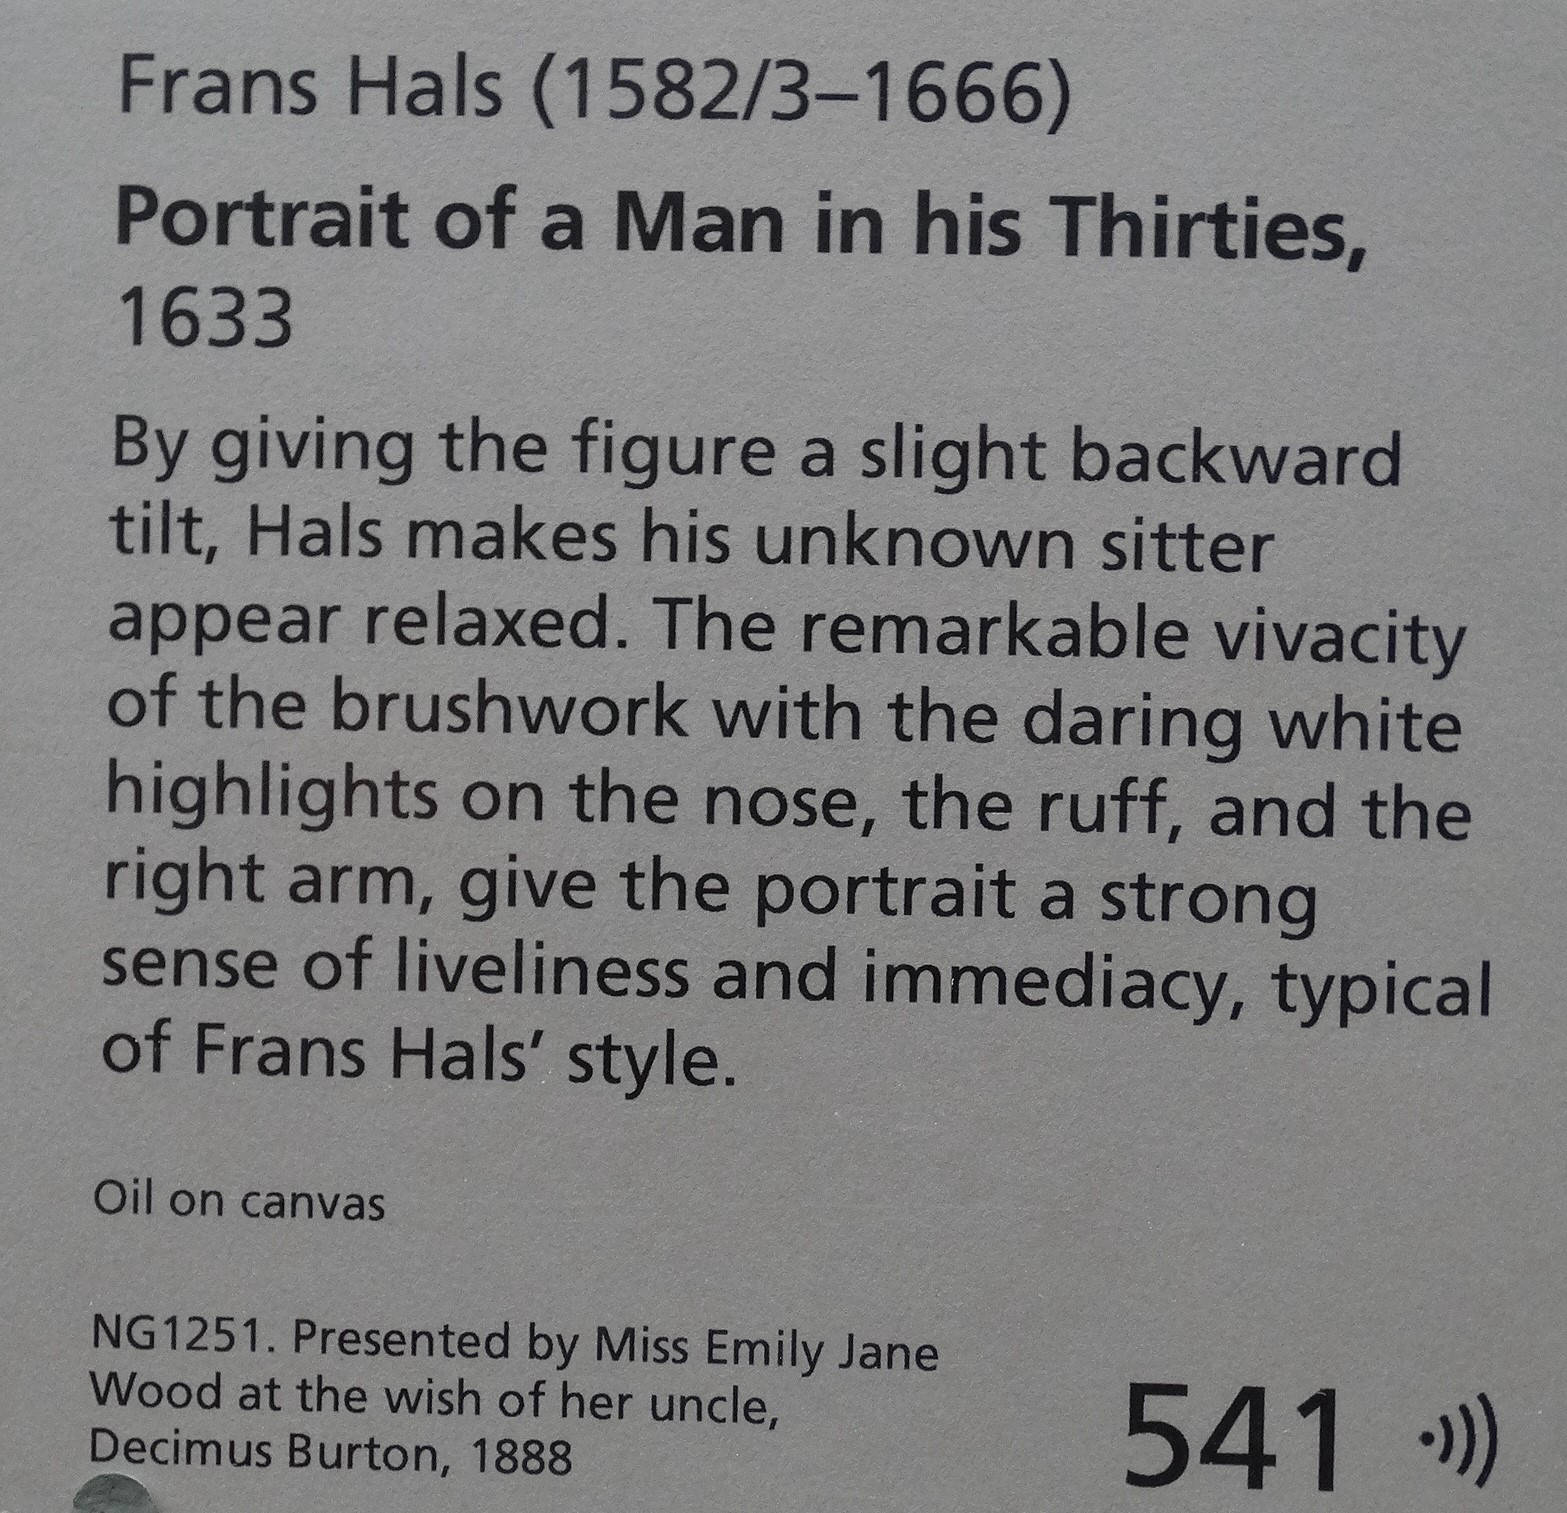 Frans Hals (1582/3–1666)
Portrait of a Man in his Thirties,
1633
By giving the figure a slight backward
tilt, Hals makes his unknown sitter
appear relaxed. The remarkable vivacity
of the brushwork with the daring white
highlights on the nose, the ruff, and the
right arm, give the portrait a strong
sense of liveliness and immediacy, typical
of Frans Hals’ style.
Oil on canvas
NG1251. Presented by Miss Emily Jane
Wood at the wish of her uncle,
Decimus Burton, 1888
541